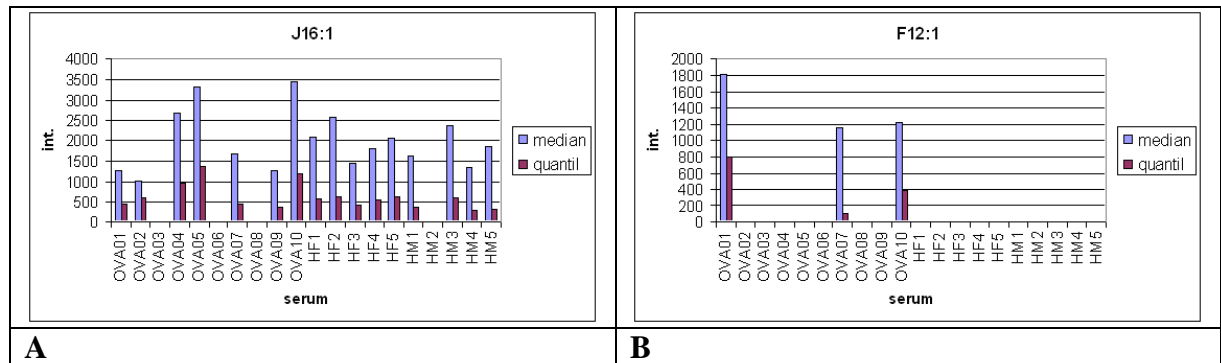 J16:1
4000
3500
3000
2500
2000
1500
1000
500
0
int.
OVA01 OVA02 OVA03 OVA04 OVA05 OVA06 OVA07 OVA08 OVA09 OVA10 HF1 HF2 HF3 HF4 HF5 HM1 HM2 HM3 HM4 HM5
serum
median
quantil
A
F12:1
2000
1800
1600
1400
1200
1000
800
600
400
200
0
int.
OVA01 OVA02 OVA03 OVA04 OVA05 OVA06 OVA07 OVA08 OVA09 OVA10 HF1 HF2 HF3 HF4 HF5 HM1 HM2 HM3 HM4 HM5
serum
median
quantil
B